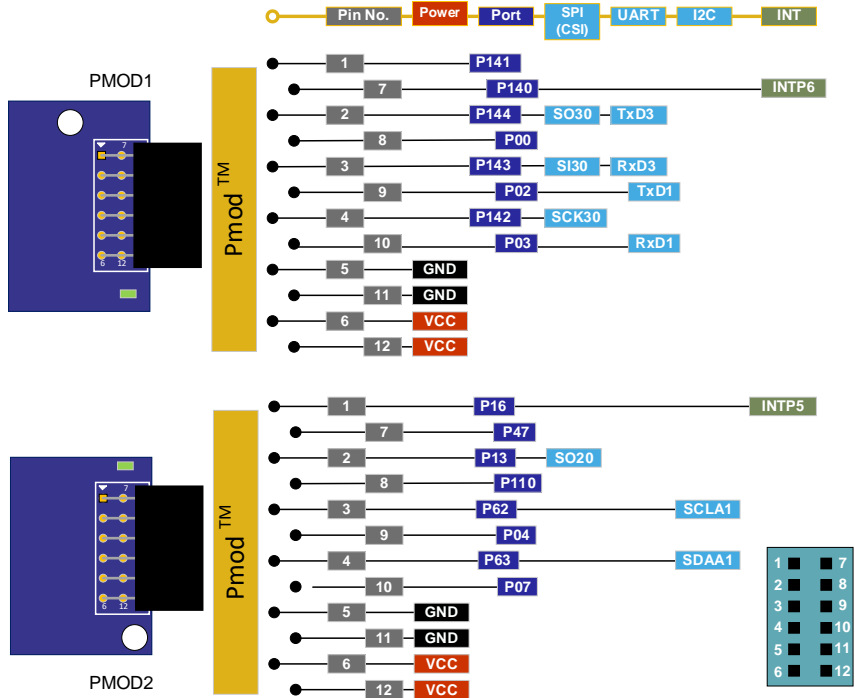 Pin No. Power Port SPI (CSI) UART I2C INT
PMOD1
7
6 12
Pmod™
1 P141
7 P140 INTP6
2 P144 SO30 TxD3
8 P00
3 P143 SI30 RxD3
9 P02 TxD1
4 P142 SCK30
10 P03 RxD1
5 GND
11 GND
6 VCC
12 VCC
7
6 12
PMOD2
Pmod™
1 P16 INTP5
7 P47
2 P13 SO20
8 P110
3 P62 SCLA1
9 P04
4 P63 SDAA1
10 P07
5 GND
11 GND
6 VCC
12 VCC
1 7
2 8
3 9
4 10
5 11
6 12